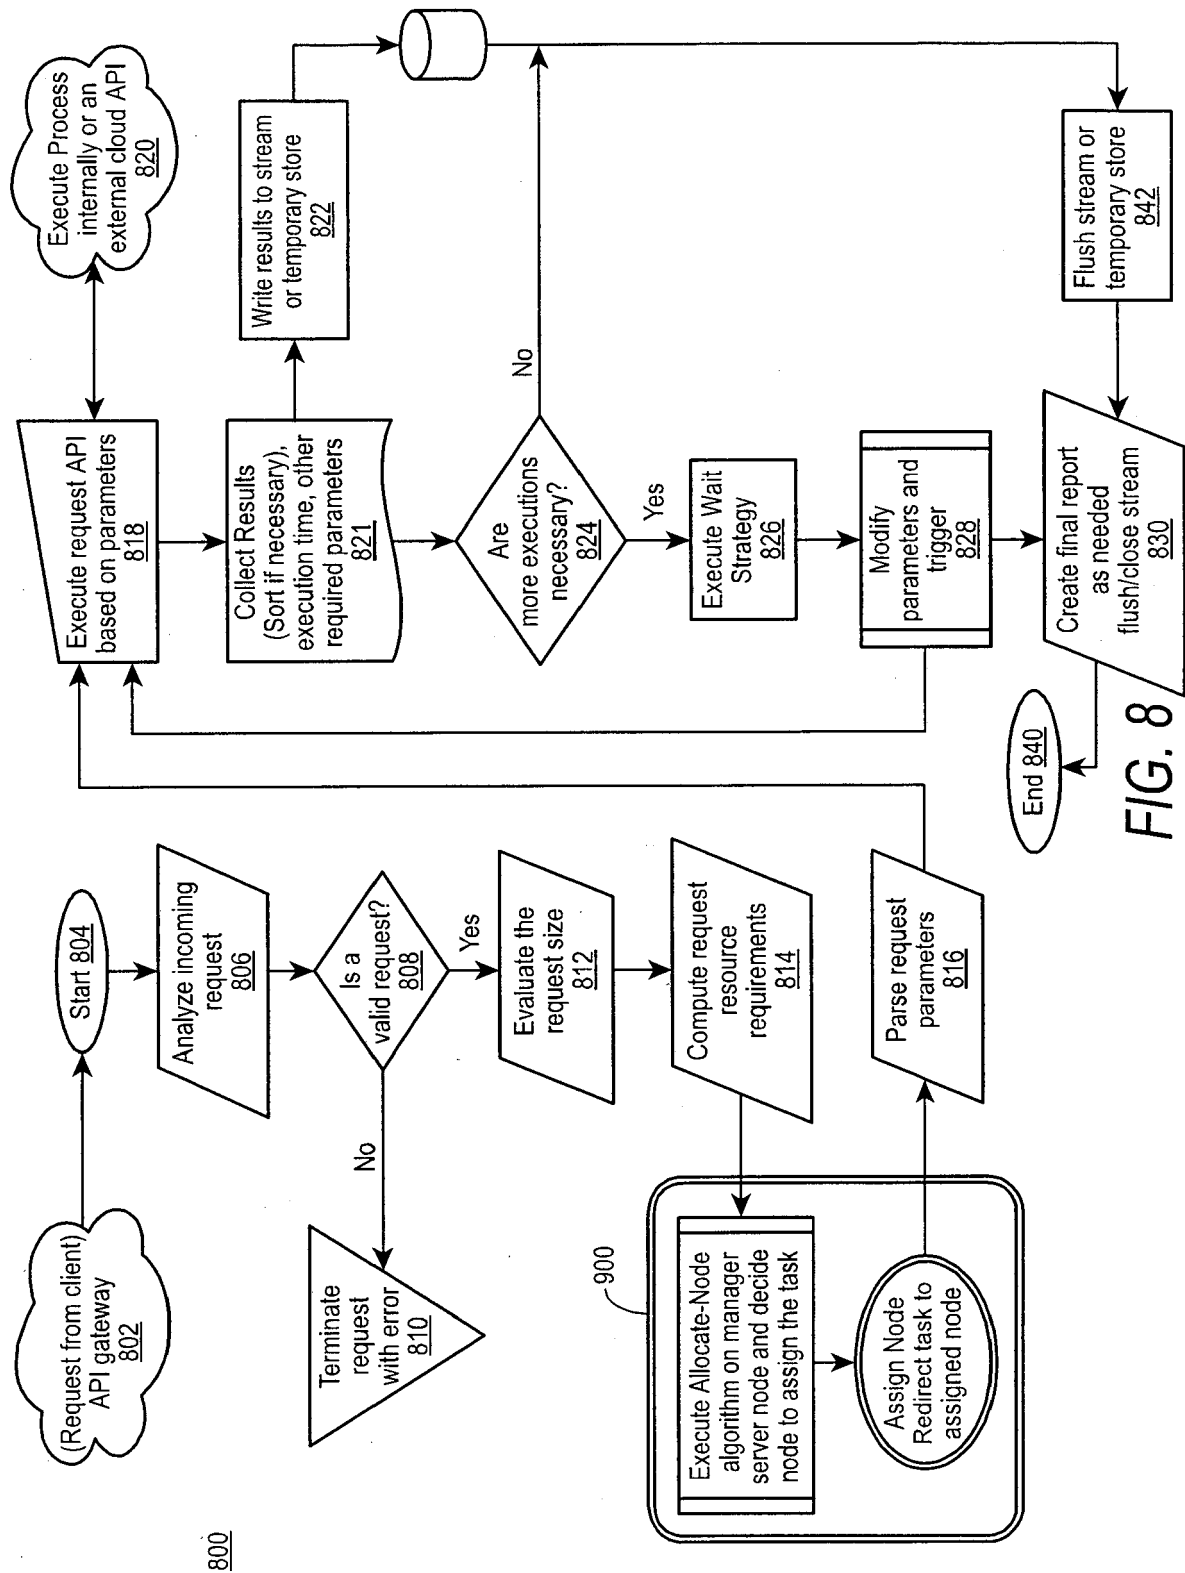 800
(Request from client)
API gateway
802
Start 804
Analyze incoming
request
806
Is a
valid request?
808
No
Yes
Terminate
request
with error
810
Evaluate the
request size
812
Compute request
resource
requirements
814
900
Execute Allocate-Node
algorithm on manager
server node and decide
node to assign the task
Assign Node
Redirect task to
assigned node
Parse request
parameters
816
Execute request API
based on parameters
818
Execute Process
internally or an
external cloud API
820
Collect Results
(Sort if necessary),
execution time, other
required parameters
821
Write results to stream
or temporary store
822
Are
more executions
necessary?
824
No
Yes
Execute Wait
Strategy
826
Modify
parameters and
trigger
828
Flush stream or
temporary store
842
Create final report
as needed
flush/close stream
830
End 840
FIG. 8